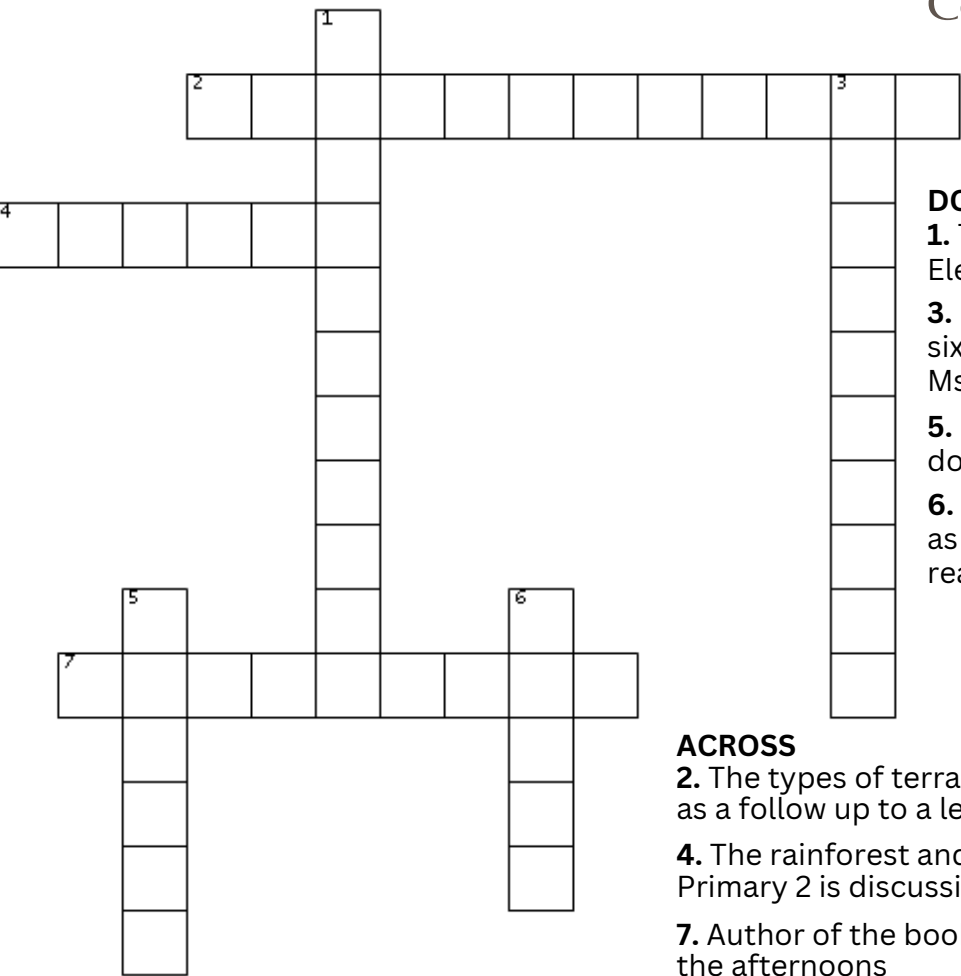 1
2
3
4
DO
1.
Ele
3.
six
Ms
5.
do
6.
as
rea
5
6
7
ACROSS
2. The types of terra
as a follow up to a le
4. The rainforest and
Primary 2 is discussi
7. Author of the boo
the afternoons